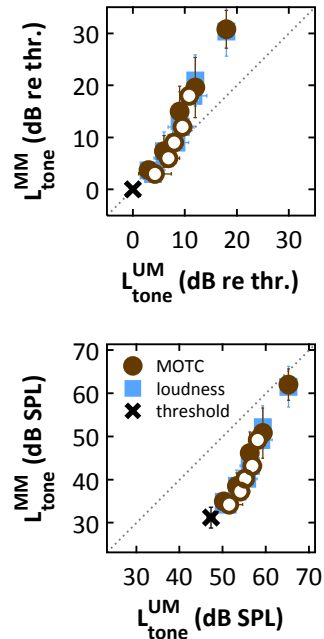 30
20
10
0
0 10 20 30
L^MM_tone (dB re thr.)
L^UM_tone (dB re thr.)
70
60
50
40
30
MOTC
loudness
threshold
30 40 50 60 70
L^MM_tone (dB SPL)
L^UM_tone (dB SPL)